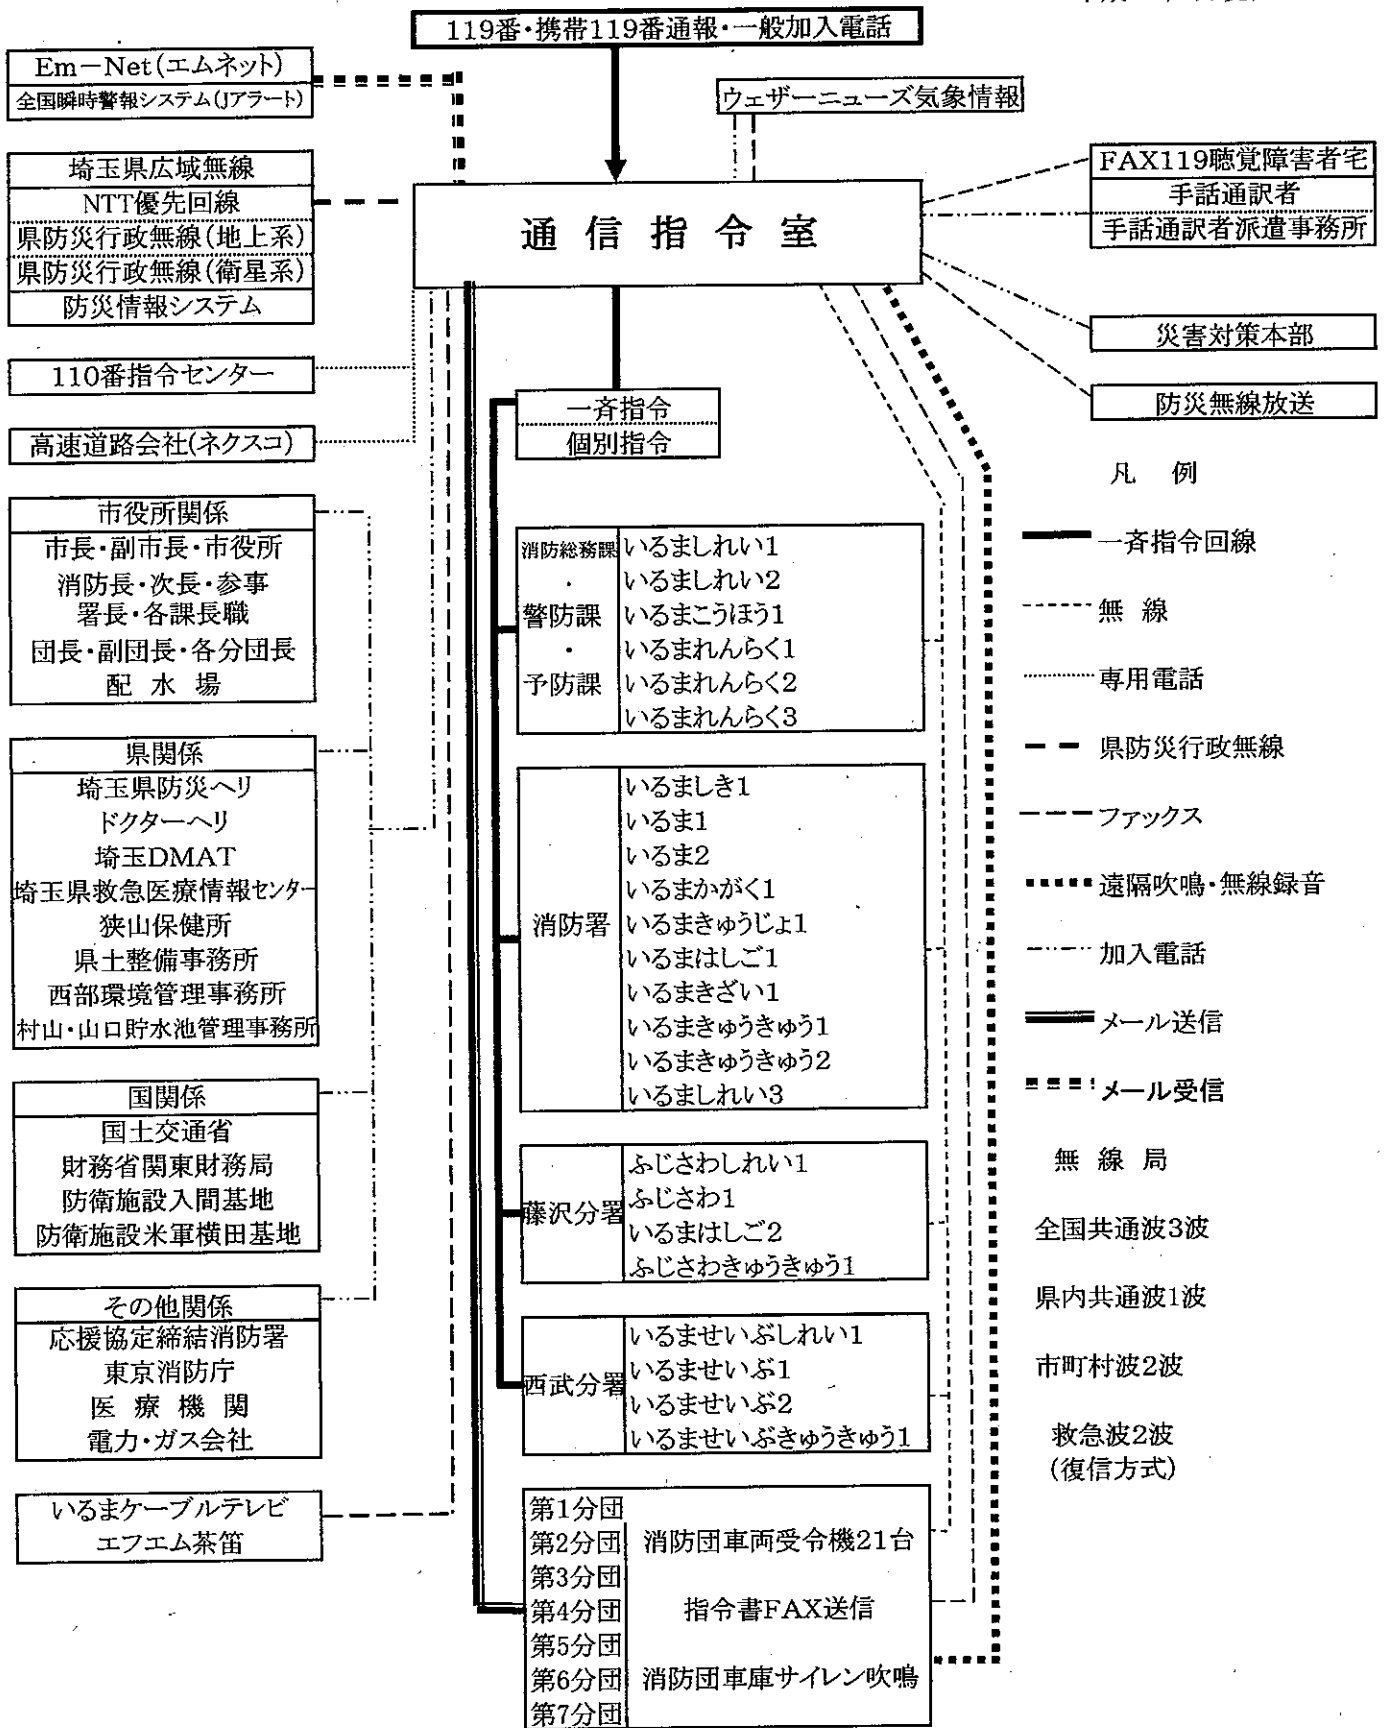 119番・携帯119番通報・一般加入電話
Em－Net(エムネット)
全国瞬時警報システム(Jアラート)
ウェザーニューズ気象情報
埼玉県広域無線
NTT優先回線
県防災行政無線(地上系)
県防災行政無線(衛星系)
防災情報システム
通信指令室
FAX119聴覚障害者宅
手話通訳者
手話通訳者派遣事務所
災害対策本部
防災無線放送
110番指令センター
高速道路会社(ネクスコ)
一斉指令
個別指令
市役所関係
市長・副市長・市役所
消防長・次長・参事
署長・各課長職
団長・副団長・各分団長
配水場
県関係
埼玉県防災ヘリ
ドクターヘリ
埼玉DMAT
埼玉県救急医療情報センター
狭山保健所
県土整備事務所
西部環境管理事務所
村山・山口貯水池管理事務所
国関係
国土交通省
財務省関東財務局
防衛施設入間基地
防衛施設米軍横田基地
その他関係
応援協定締結消防署
東京消防庁
医療機関
電力・ガス会社
いるまケーブルテレビ
エフエム茶笛
消防総務課
・
警防課
・
予防課
いるましれい1
いるましれい2
いるまこうほう1
いるまれんらく1
いるまれんらく2
いるまれんらく3
消防署
いるましき1
いるま1
いるま2
いるまかがく1
いるまきゅうじょ1
いるまはしご1
いるまきざい1
いるまきゅうきゅう1
いるまきゅうきゅう2
いるましれい3
藤沢分署
ふじさわしれい1
ふじさわ1
いるまはしご2
ふじさわきゅうきゅう1
西武分署
いるませいぶしれい1
いるませいぶ1
いるませいぶ2
いるませいぶきゅうきゅう1
第1分団
第2分団
第3分団
第4分団
第5分団
第6分団
第7分団
消防団車両受令機21台
指令書FAX送信
消防団車庫サイレン吹鳴
凡例
一斉指令回線
無線
専用電話
県防災行政無線
ファックス
遠隔吹鳴・無線録音
加入電話
メール送信
メール受信
無線局
全国共通波3波
県内共通波1波
市町村波2波
救急波2波
(復信方式)